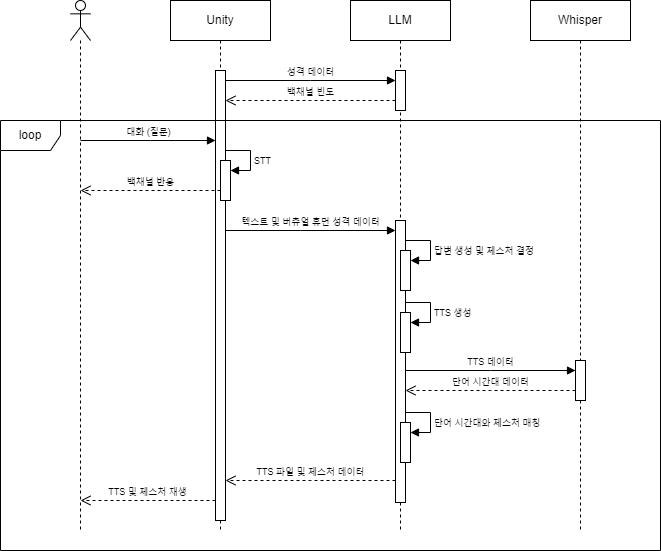 Unity
LLM
Whisper
성격 데이터
백채널 빈도
loop
대화 (질문)
STT
백채널 반응
텍스트 및 버츄얼 휴먼 성격 데이터
답변 생성 및 제스처 결정
TTS 생성
TTS 데이터
단어 시간대 데이터
단어 시간대와 제스처 매칭
TTS 파일 및 제스처 데이터
TTS 및 제스처 재생